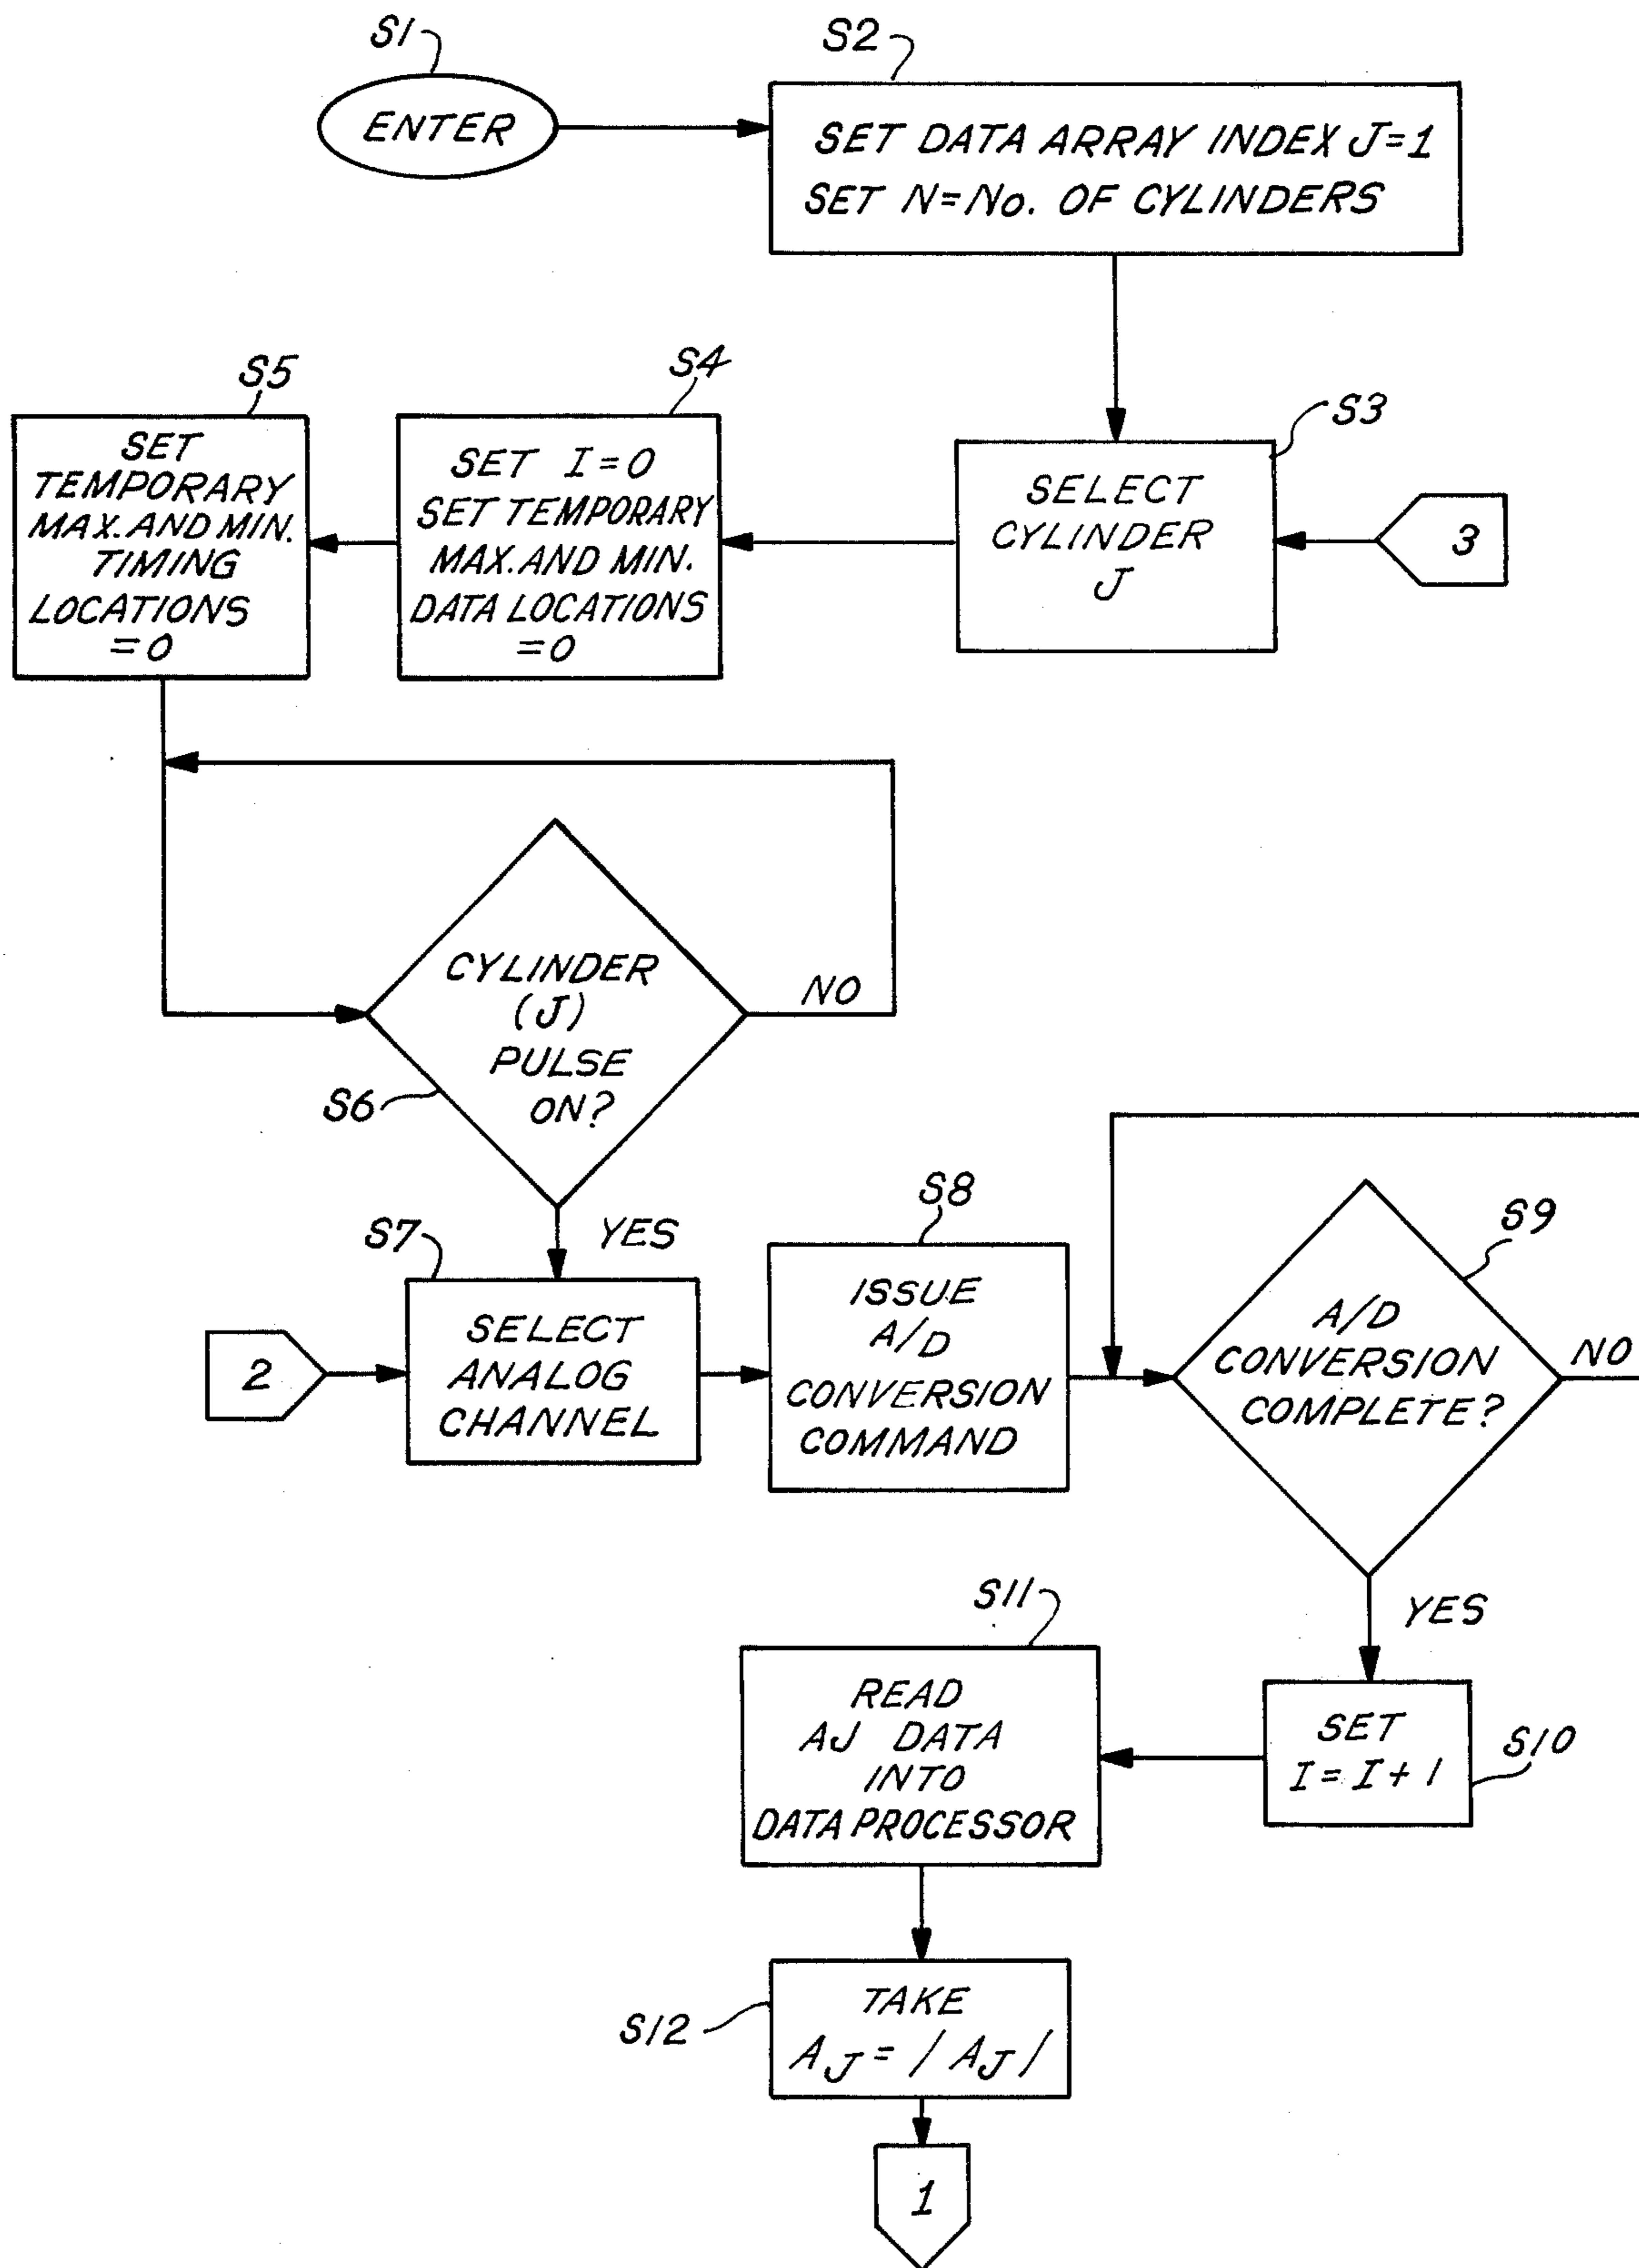 S1
ENTER
S2
SET DATA ARRAY INDEX J=1
SET N=No. OF CYLINDERS
S3
SELECT
CYLINDER
J
3
S4
SET I=0
SET TEMPORARY
MAX. AND MIN.
DATA LOCATIONS
=0
S5
SET
TEMPORARY
MAX. AND MIN.
TIMING
LOCATIONS
=0
CYLINDER
(J)
PULSE
ON?
S6
NO
YES
S7
SELECT
ANALOG
CHANNEL
2
S8
ISSUE
A/D
CONVERSION
COMMAND
S9
A/D
CONVERSION
COMPLETE?
NO
YES
SET
I=I+1
S10
S11
READ
AJ DATA
INTO
DATA PROCESSOR
S12
TAKE
AJ=/AJ/
1